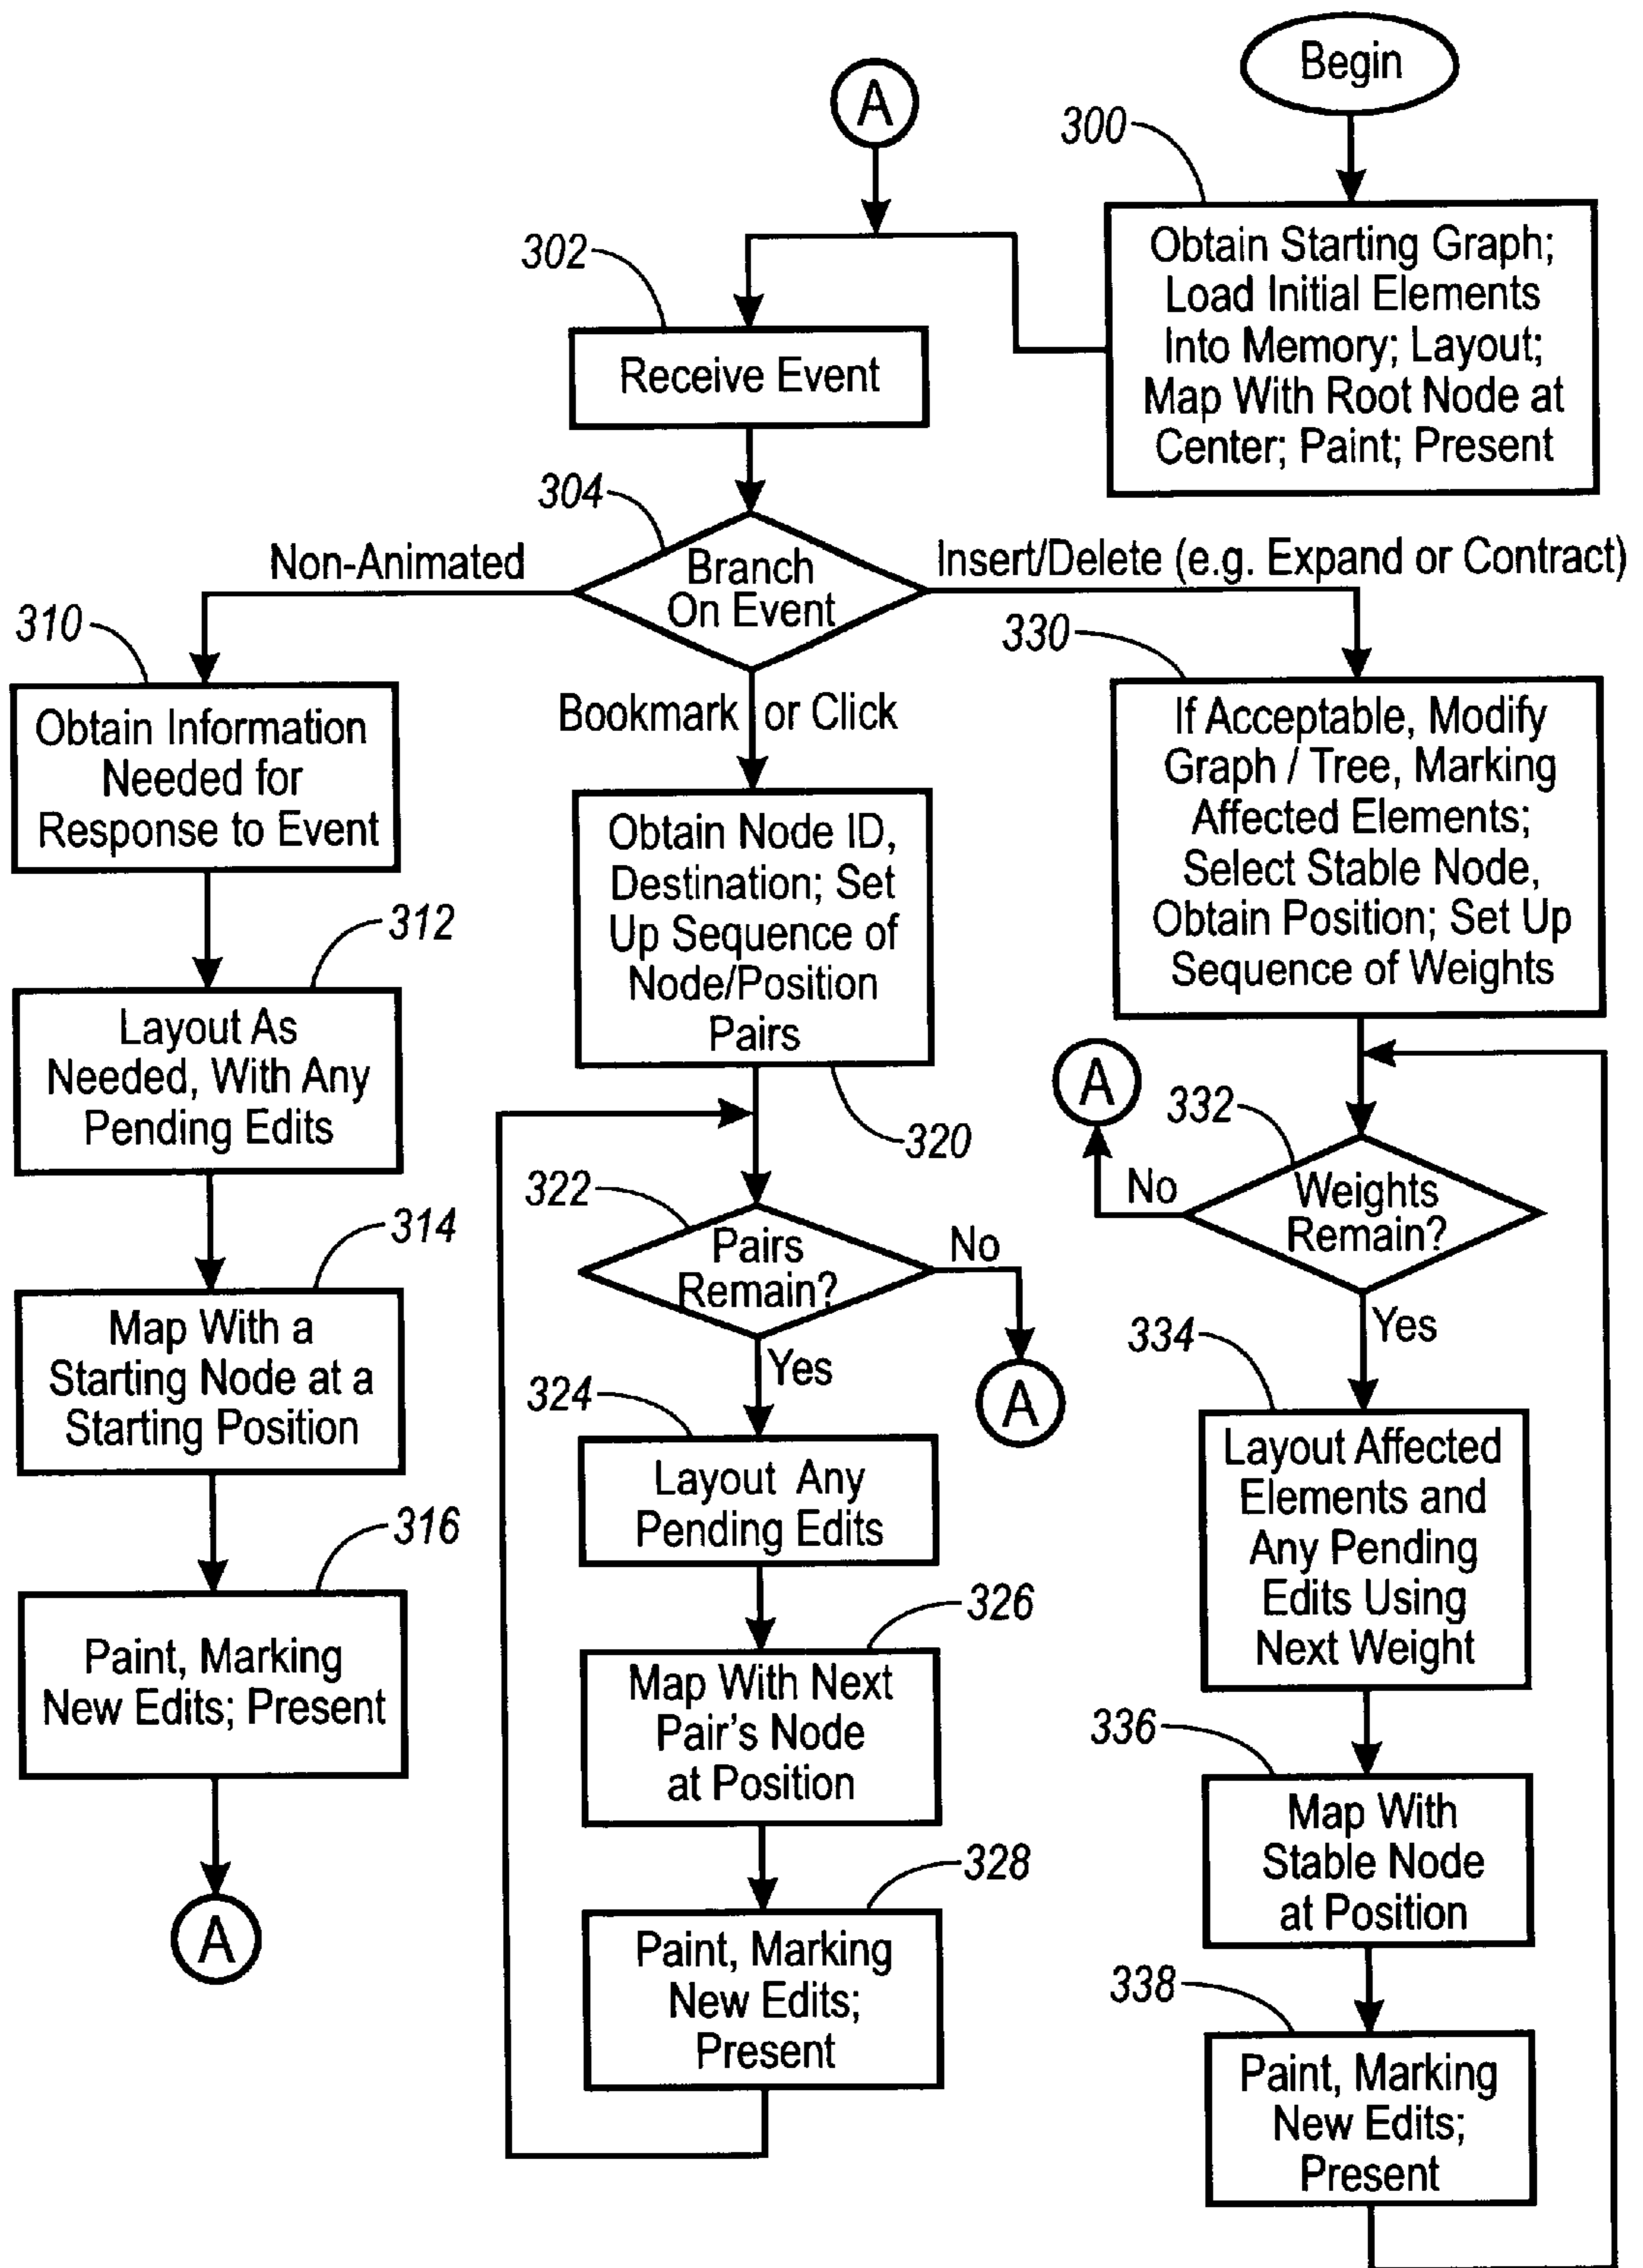 Begin
A
300
Obtain Starting Graph;
Load Initial Elements
Into Memory; Layout;
Map With Root Node at
Center; Paint; Present
302
Receive Event
304
Branch
On Event
Non-Animated
Insert/Delete (e.g. Expand or Contract)
Bookmark or Click
310
Obtain Information
Needed for
Response to Event
312
Layout As
Needed, With Any
Pending Edits
314
Map With a
Starting Node at a
Starting Position
316
Paint, Marking
New Edits; Present
A
Obtain Node ID,
Destination; Set
Up Sequence of
Node/Position
Pairs
320
322
Pairs
Remain?
No
A
Yes
324
Layout Any
Pending Edits
326
Map With Next
Pair's Node
at Position
328
Paint, Marking
New Edits;
Present
330
If Acceptable, Modify
Graph / Tree, Marking
Affected Elements;
Select Stable Node,
Obtain Position; Set Up
Sequence of Weights
A
332
No
Weights
Remain?
Yes
334
Layout Affected
Elements and
Any Pending
Edits Using
Next Weight
336
Map With
Stable Node
at Position
338
Paint, Marking
New Edits;
Present